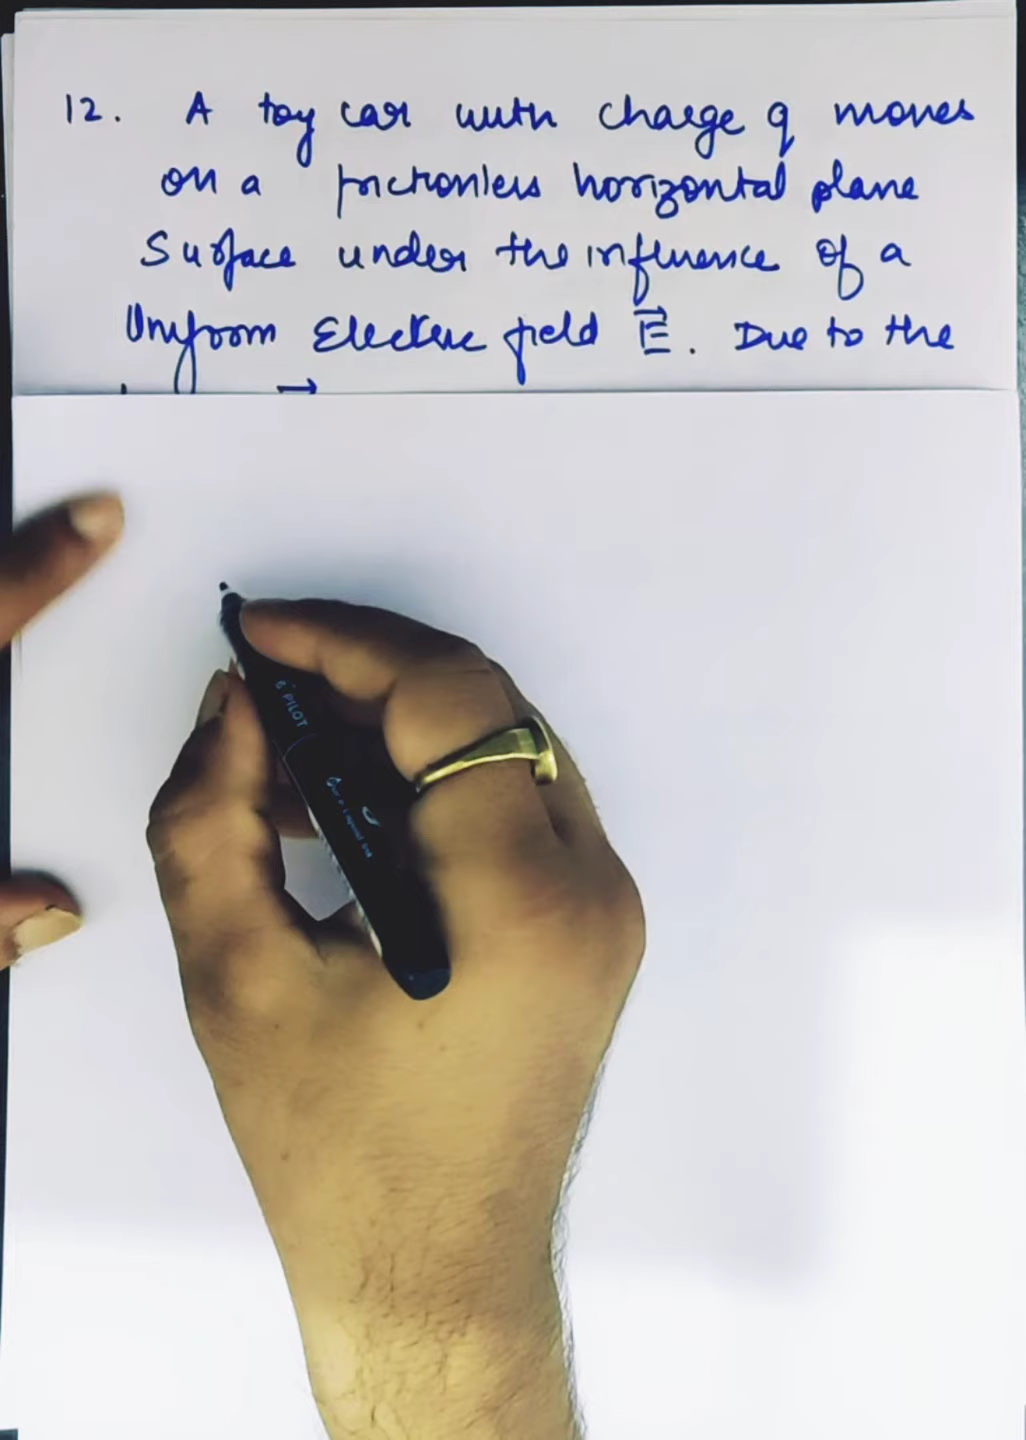 12. A toy car with charge q moves
on a frictionless horizontal plane
Surface under the influence of a
Uniform Electric field E⃗. Due to the
PILOT